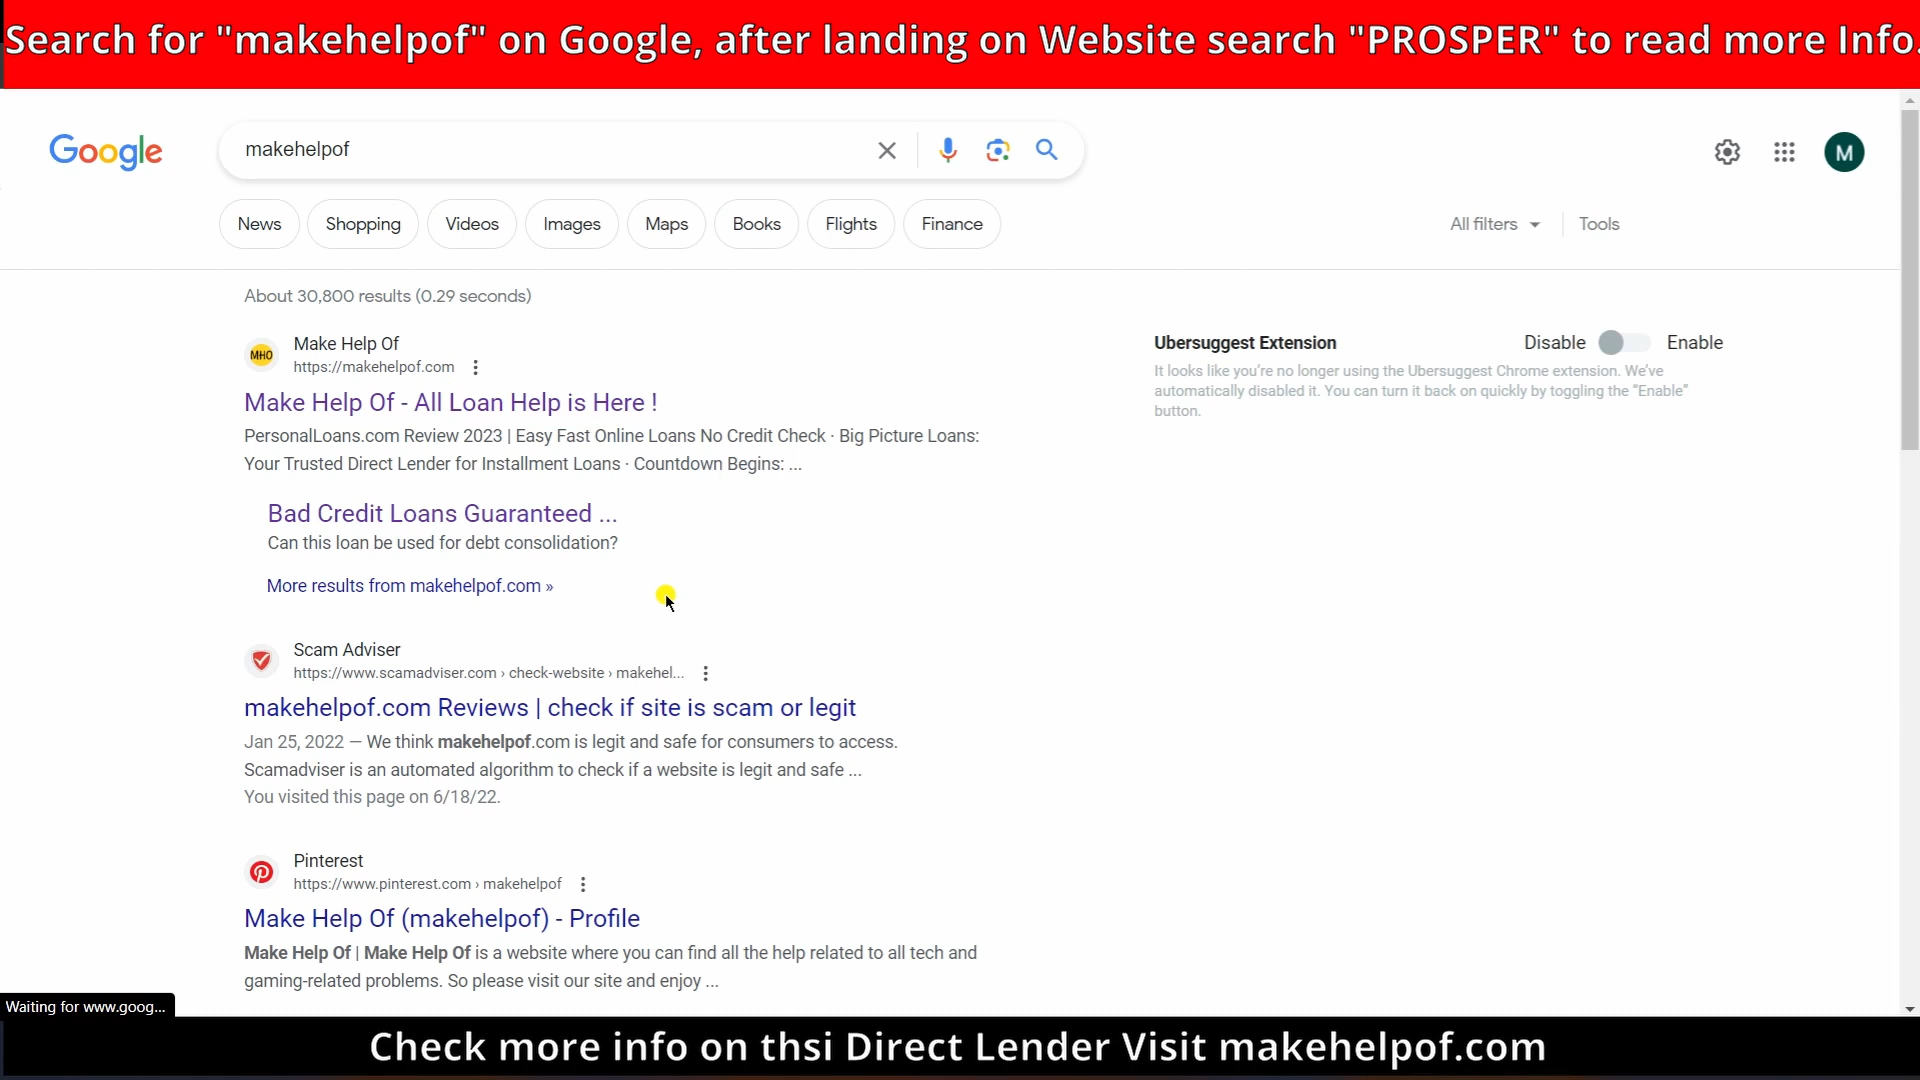 Search for "makehelpof" on Google, after landing on Website search "PROSPER" to read more Info.
Google
makehelpof
M
News
Shopping
Videos
Images
Maps
Books
Flights
Finance
All filters
Tools
About 30,800 results (0.29 seconds)
MHO
Make Help Of
https://makehelpof.com
Make Help Of - All Loan Help is Here !
PersonalLoans.com Review 2023 | Easy Fast Online Loans No Credit Check · Big Picture Loans:
Your Trusted Direct Lender for Installment Loans · Countdown Begins: ...
Bad Credit Loans Guaranteed ...
Can this loan be used for debt consolidation?
More results from makehelpof.com »
Ubersuggest Extension
Disable
Enable
It looks like you're no longer using the Ubersuggest Chrome extension. We've
automatically disabled it. You can turn it back on quickly by toggling the "Enable"
button.
Scam Adviser
https://www.scamadviser.com › check-website › makehel...
makehelpof.com Reviews | check if site is scam or legit
Jan 25, 2022 — We think makehelpof.com is legit and safe for consumers to access.
Scamadviser is an automated algorithm to check if a website is legit and safe ...
You visited this page on 6/18/22.
Pinterest
https://www.pinterest.com › makehelpof
Make Help Of (makehelpof) - Profile
Make Help Of | Make Help Of is a website where you can find all the help related to all tech and
gaming-related problems. So please visit our site and enjoy ...
Waiting for www.goog...
Check more info on thsi Direct Lender Visit makehelpof.com